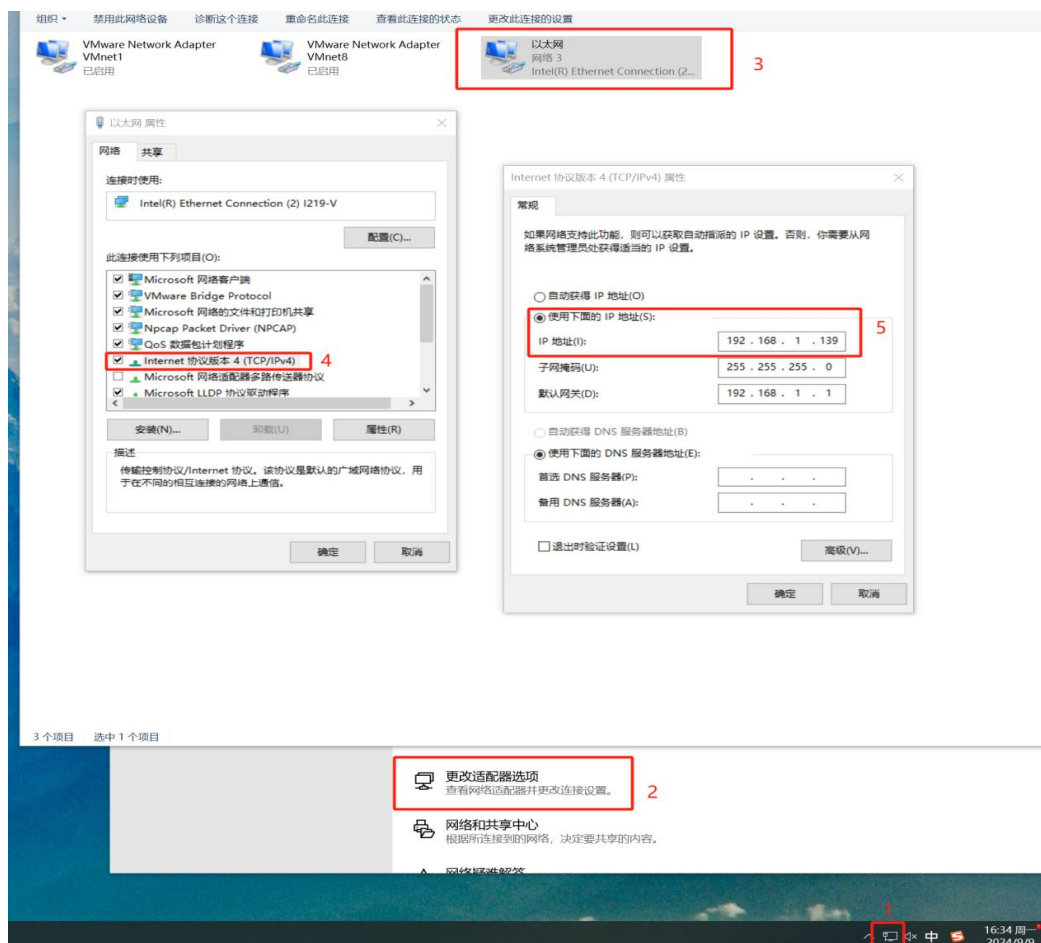 组织 禁用此网络设备 诊断这个连接 重命名此连接 查看此连接的状态 更改此连接的设置
VMware Network Adapter VMnet1
已启用
VMware Network Adapter VMnet8
已启用
以太网
网络 3
Intel(R) Ethernet Connection (2...
3
以太网 属性
网络 共享
连接时使用:
Intel(R) Ethernet Connection (2) I219-V
配置(C)...
此连接使用下列项目(O):
Microsoft 网络客户端
VMware Bridge Protocol
Microsoft 网络的文件和打印机共享
Npcap Packet Driver (NPCAP)
QoS 数据包计划程序
Internet 协议版本 4 (TCP/IPv4)
4
Microsoft 网络适配器多路传送器协议
Microsoft LLDP 协议驱动程序
安装(N)... 卸载(U) 属性(R)
描述
传输控制协议/Internet 协议。该协议是默认的广域网络协议，用
于在不同的相互连接的网络上通信。
确定 取消
Internet 协议版本 4 (TCP/IPv4) 属性
常规
如果网络支持此功能，则可以获取自动指派的 IP 设置。否则，你需要从网
络系统管理员处获得适当的 IP 设置。
自动获得 IP 地址(O)
使用下面的 IP 地址(S):
5
IP 地址(I): 192 . 168 . 1 . 139
子网掩码(U): 255 . 255 . 255 . 0
默认网关(D): 192 . 168 . 1 . 1
自动获得 DNS 服务器地址(B)
使用下面的 DNS 服务器地址(E):
首选 DNS 服务器(P): . . .
备用 DNS 服务器(A): . . .
退出时验证设置(L)
高级(V)...
确定 取消
3 个项目 选中 1 个项目
更改适配器选项
查看网络适配器并更改连接设置。
2
网络和共享中心
根据所连接到的网络，决定要共享的内容。
网络疑难解答
1
中
16:34 周一
2024/9/9